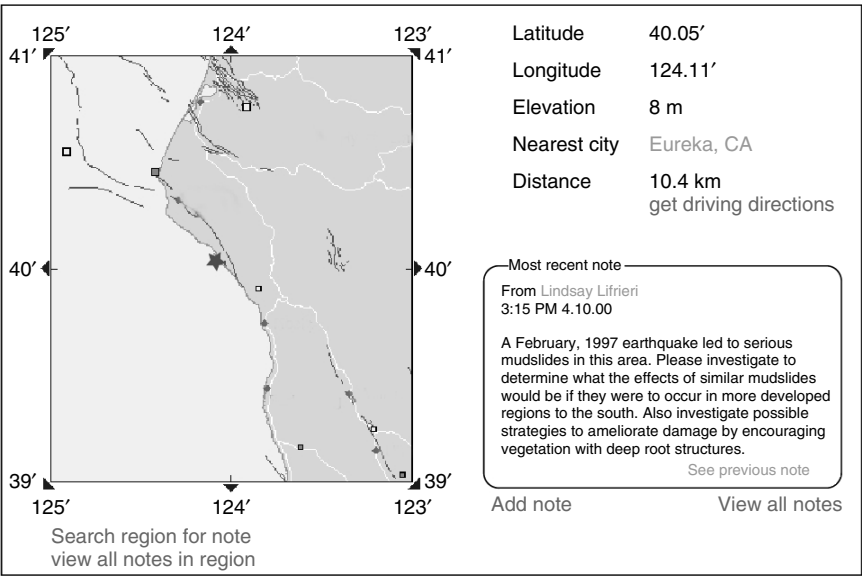 125′ 124′ 123′
41′ 41′
40′ 40′
39′ 39′
125′ 124′ 123′
Search region for note
view all notes in region
Latitude 40.05′
Longitude 124.11′
Elevation 8 m
Nearest city Eureka, CA
Distance 10.4 km
get driving directions
Most recent note
From Lindsay Lifrieri
3:15 PM 4.10.00
A February, 1997 earthquake led to serious
mudslides in this area. Please investigate to
determine what the effects of similar mudslides
would be if they were to occur in more developed
regions to the south. Also investigate possible
strategies to ameliorate damage by encouraging
vegetation with deep root structures.
See previous note
Add note View all notes